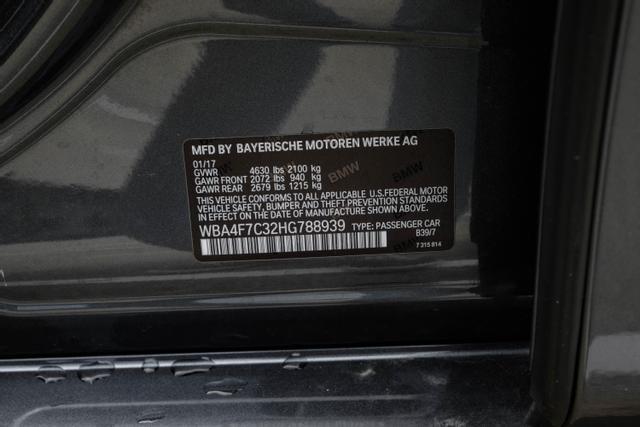 MFD BY BAYERISCHE MOTOREN WERKE AG
01/17
GVWR 4630 lbs 2100 kg
GAWR FRONT 2072 lbs 940 kg
GAWR REAR 2679 lbs 1215 kg
THIS VEHICLE CONFORMS TO ALL APPLICABLE U.S.FEDERAL MOTOR
VEHICLE SAFETY, BUMPER AND THEFT PREVENTION STANDARDS
IN EFFECT ON THE DATE OF MANUFACTURE SHOWN ABOVE.
WBA4F7C32HG788939 TYPE: PASSENGER CAR
B39/7
7 315 814
BMW
BMW